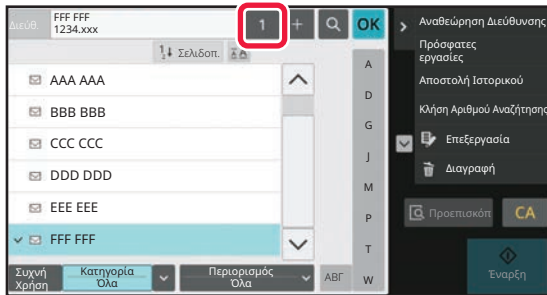 Διεύθ.
FFF FFF
1234.xxx
1
+
OK
Σελιδοπ.
AAA AAA
BBB BBB
CCC CCC
DDD DDD
EEE EEE
FFF FFF
A
D
G
J
M
P
T
W
Συχνή
Χρήση
Κατηγορία
Όλα
Περιορισμός
Όλα
ΑΒΓ
Αναθεώρηση Διεύθυνσης
Πρόσφατες
εργασίες
Αποστολή Ιστορικού
Κλήση Αριθμού Αναζήτησης
Επεξεργασία
Διαγραφή
Προεπισκόπ
CA
Έναρξη